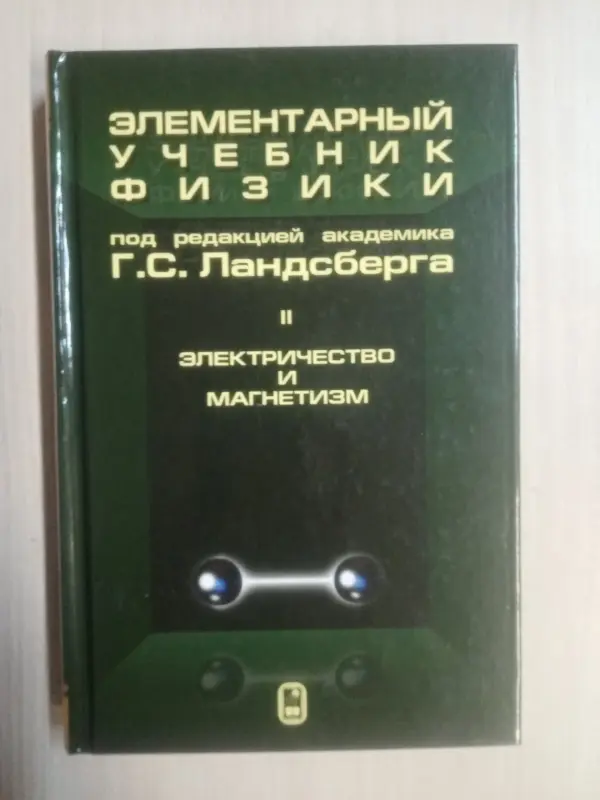 ЭЛЕМЕНТАРНЫЙ
УЧЕБНИК
ФИЗИКИ
под редакцией академика
Г.С. Ландсберга
II
ЭЛЕКТРИЧЕСТВО
И
МАГНЕТИЗМ